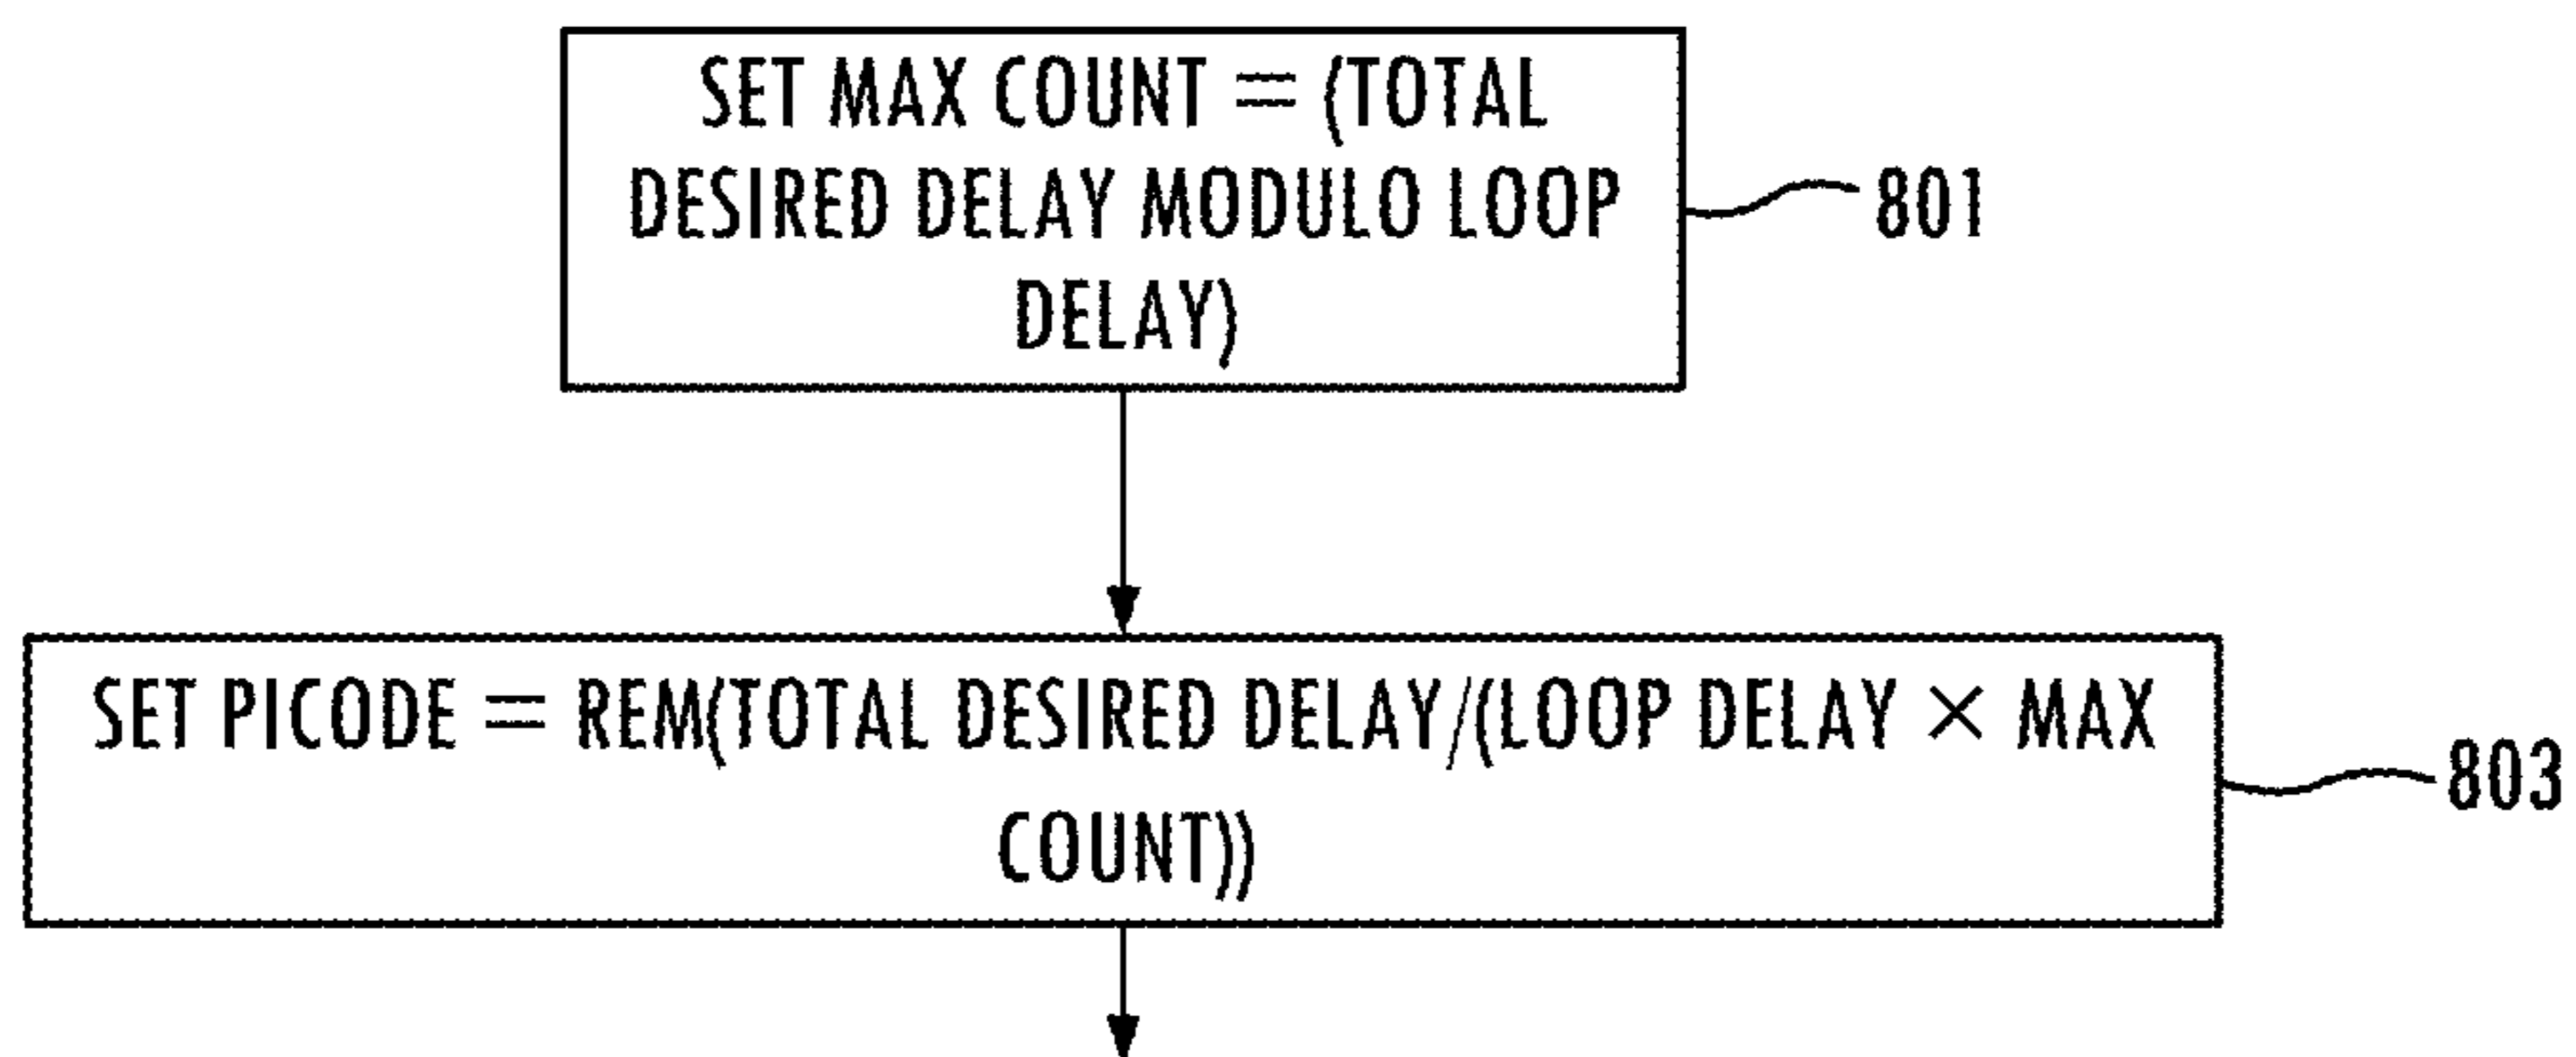 SET MAX COUNT = (TOTAL
DESIRED DELAY MODULO LOOP
DELAY)
801
SET PICODE = REM(TOTAL DESIRED DELAY/(LOOP DELAY × MAX
COUNT))
803